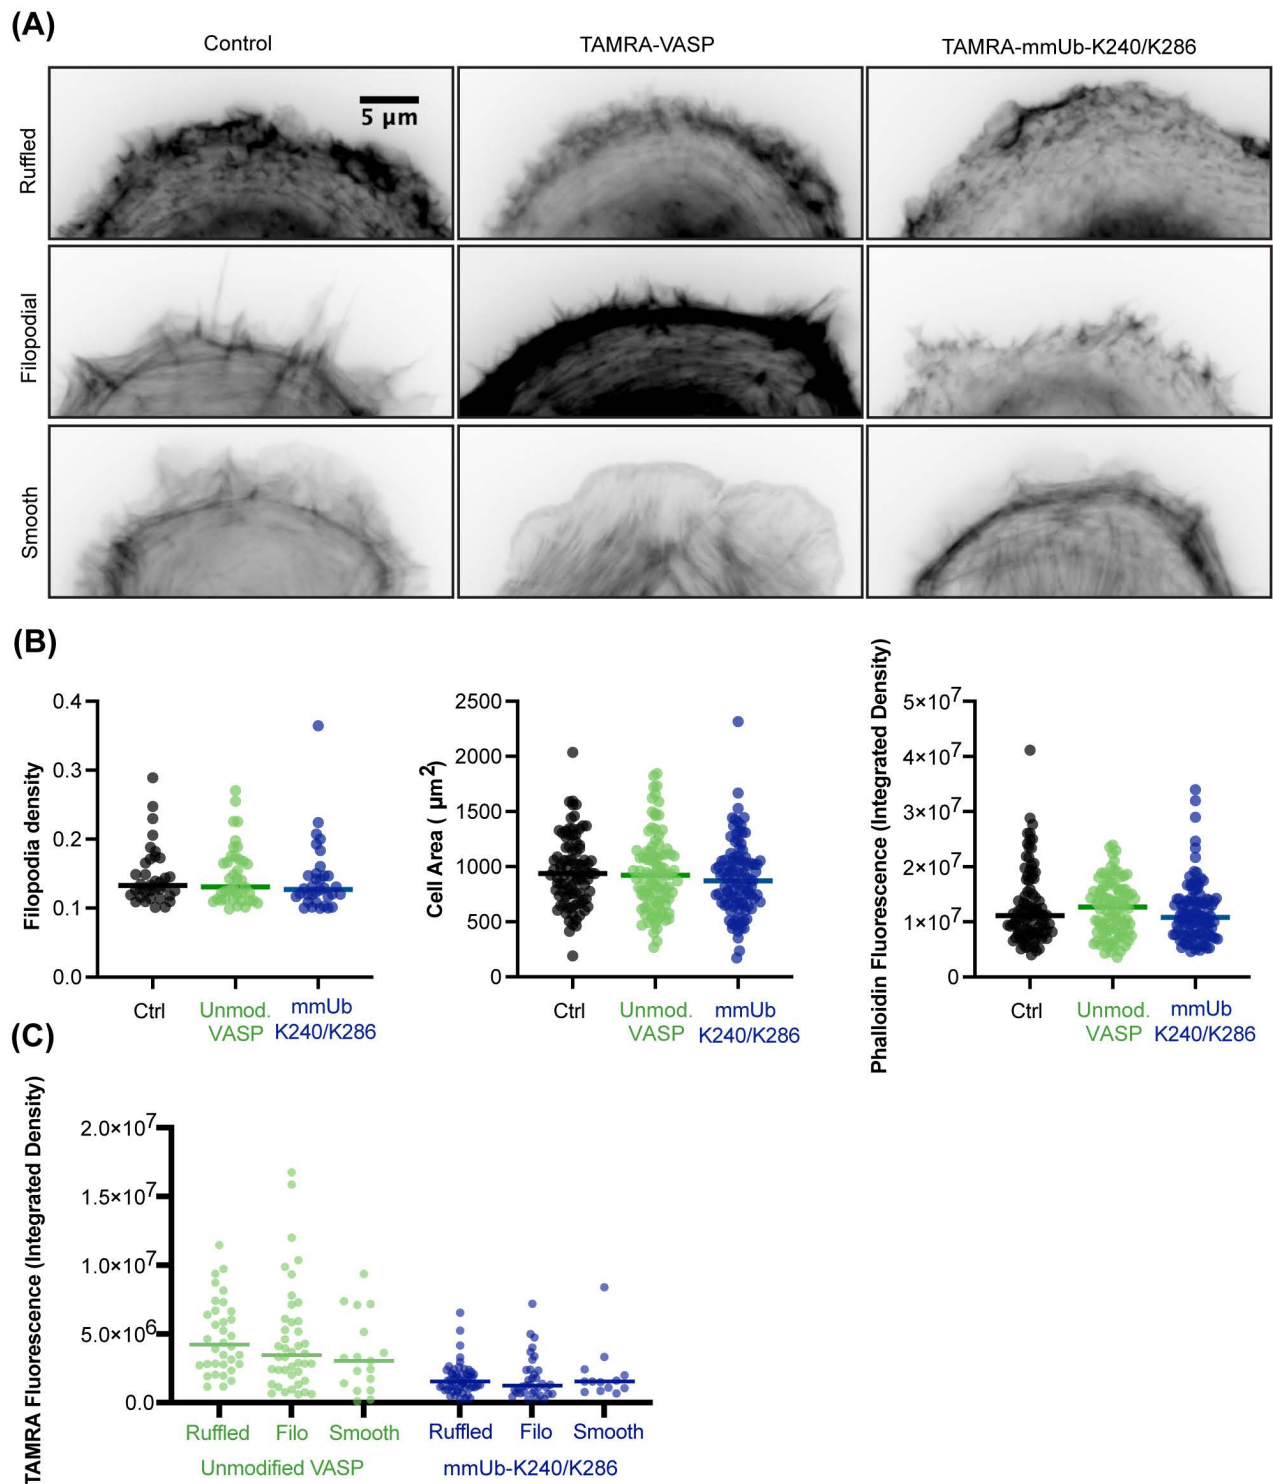 (A)
Control
TAMRA-VASP
TAMRA-mmUb-K240/K286
Ruffled
5 µm
Filopodial
Smooth
(B)
Filopodia density
0.4
0.3
0.2
0.1
0.0
Ctrl
Unmod.
VASP
mmUb
K240/K286
Cell Area ( µm2)
2500
2000
1500
1000
500
0
Ctrl
Unmod.
VASP
mmUb
K240/K286
Phalloidin Fluorescence (Integrated Density)
5×10⁷
4×10⁷
3×10⁷
2×10⁷
1×10⁷
0
Ctrl
Unmod.
VASP
mmUb
K240/K286
(C)
TAMRA Fluorescence (Integrated Density)
2.0×10⁷
1.5×10⁷
1.0×10⁷
5.0×10⁶
0.0
Ruffled
Filo
Smooth
Ruffled
Filo
Smooth
Unmodified VASP
mmUb-K240/K286